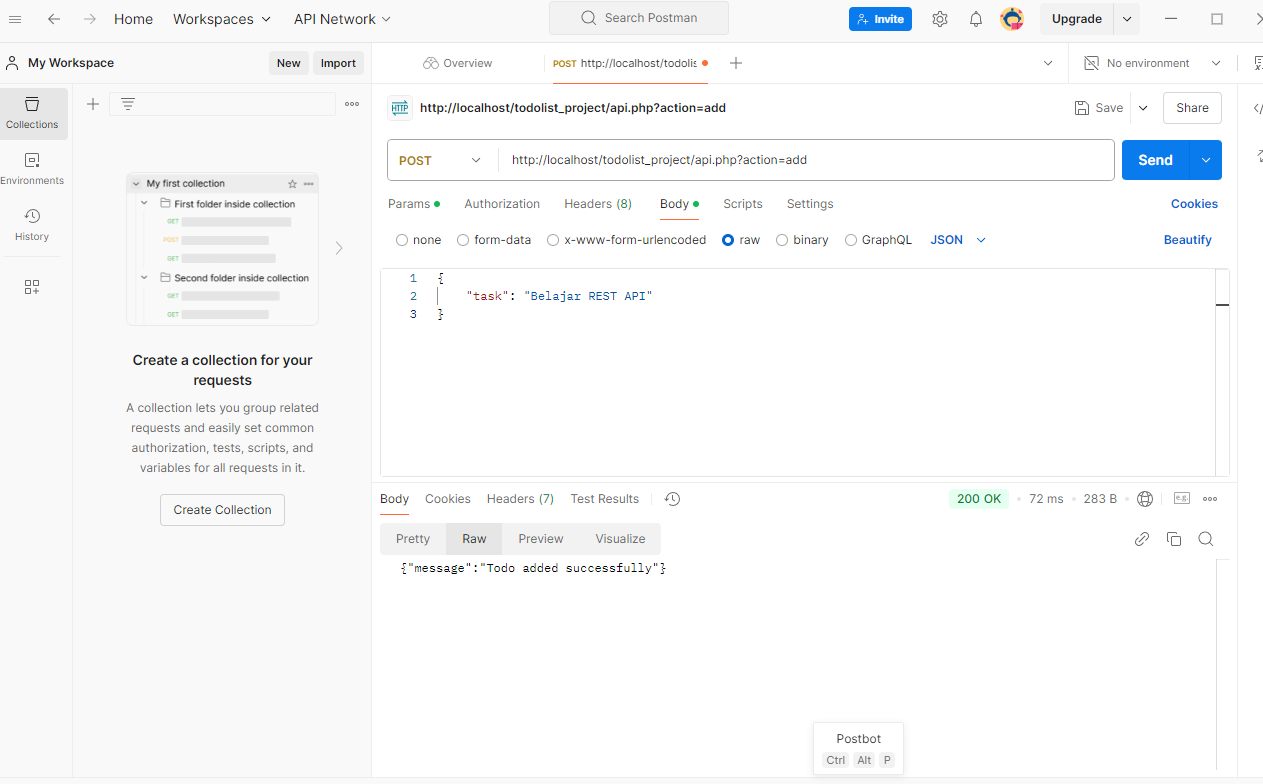 Home Workspaces API Network Search Postman Invite Upgrade
My Workspace New Import Overview POST http://localhost/todolis No environment
Collections
Environments
History
My first collection
First folder inside collection
GET
POST
GET
Second folder inside collection
GET
GET
Create a collection for your
requests
A collection lets you group related
requests and easily set common
authorization, tests, scripts, and
variables for all requests in it.
Create Collection
HTTP http://localhost/todolist_project/api.php?action=add Save Share
POST http://localhost/todolist_project/api.php?action=add Send
Params Authorization Headers (8) Body Scripts Settings Cookies
none form-data x-www-form-urlencoded raw binary GraphQL JSON Beautify
1 {
2 "task": "Belajar REST API"
3 }
Body Cookies Headers (7) Test Results 200 OK 72 ms 283 B e.g.
Pretty Raw Preview Visualize
{"message":"Todo added successfully"}
Postbot
Ctrl Alt P